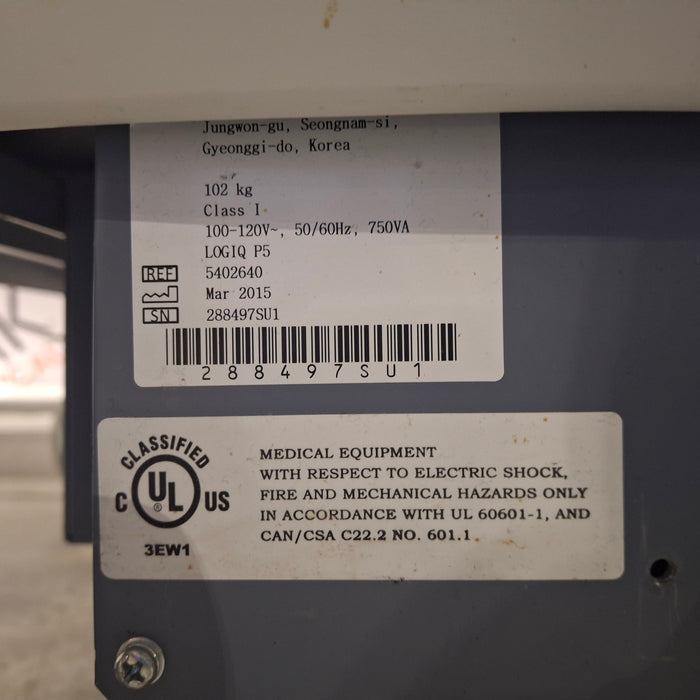 Jungwon-gu, Seongnam-si,
Gyeonggi-do, Korea
102 kg
Class I
100-120V~, 50/60Hz, 750VA
LOGIQ P5
REF 5402640
Mar 2015
SN 288497SU1
288497SU1
CLASSIFIED
C UL® US
3EW1
MEDICAL EQUIPMENT
WITH RESPECT TO ELECTRIC SHOCK,
FIRE AND MECHANICAL HAZARDS ONLY
IN ACCORDANCE WITH UL 60601-1, AND
CAN/CSA C22.2 NO. 601.1